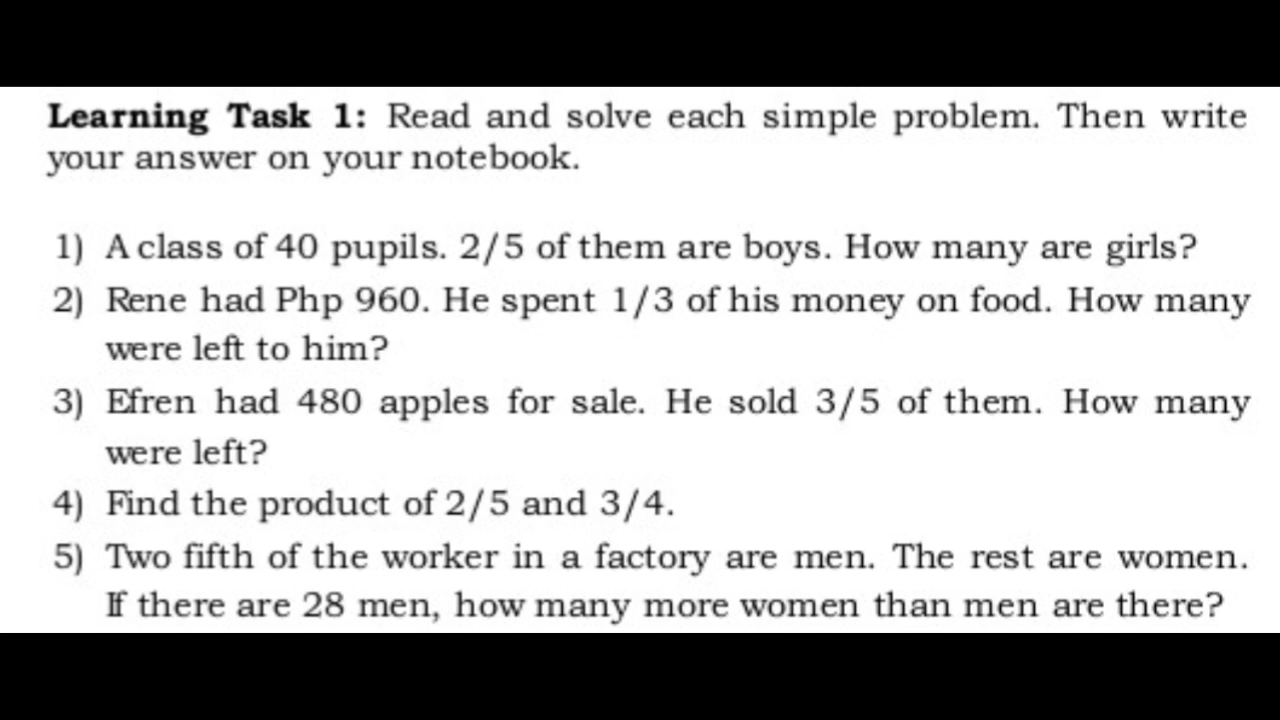 Learning Task 1: Read and solve each simple problem. Then write
your answer on your notebook.
1) A class of 40 pupils. 2/5 of them are boys. How many are girls?
2) Rene had Php 960. He spent 1/3 of his money on food. How many
were left to him?
3) Efren had 480 apples for sale. He sold 3/5 of them. How many
were left?
4) Find the product of 2/5 and 3/4.
5) Two fifth of the worker in a factory are men. The rest are women.
If there are 28 men, how many more women than men are there?